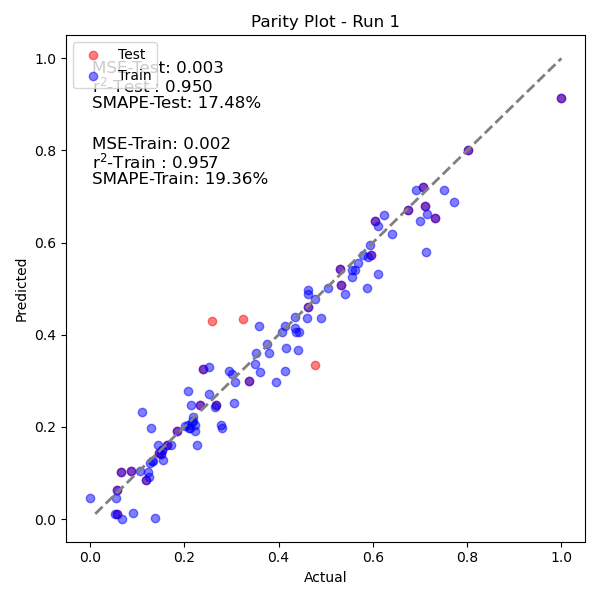 Parity Plot - Run 1
Test
Train
MSE-Test: 0.003
r²-Test : 0.950
SMAPE-Test: 17.48%
MSE-Train: 0.002
r²-Train : 0.957
SMAPE-Train: 19.36%
Predicted
1.0
0.8
0.6
0.4
0.2
0.0
0.0 0.2 0.4 0.6 0.8 1.0
Actual